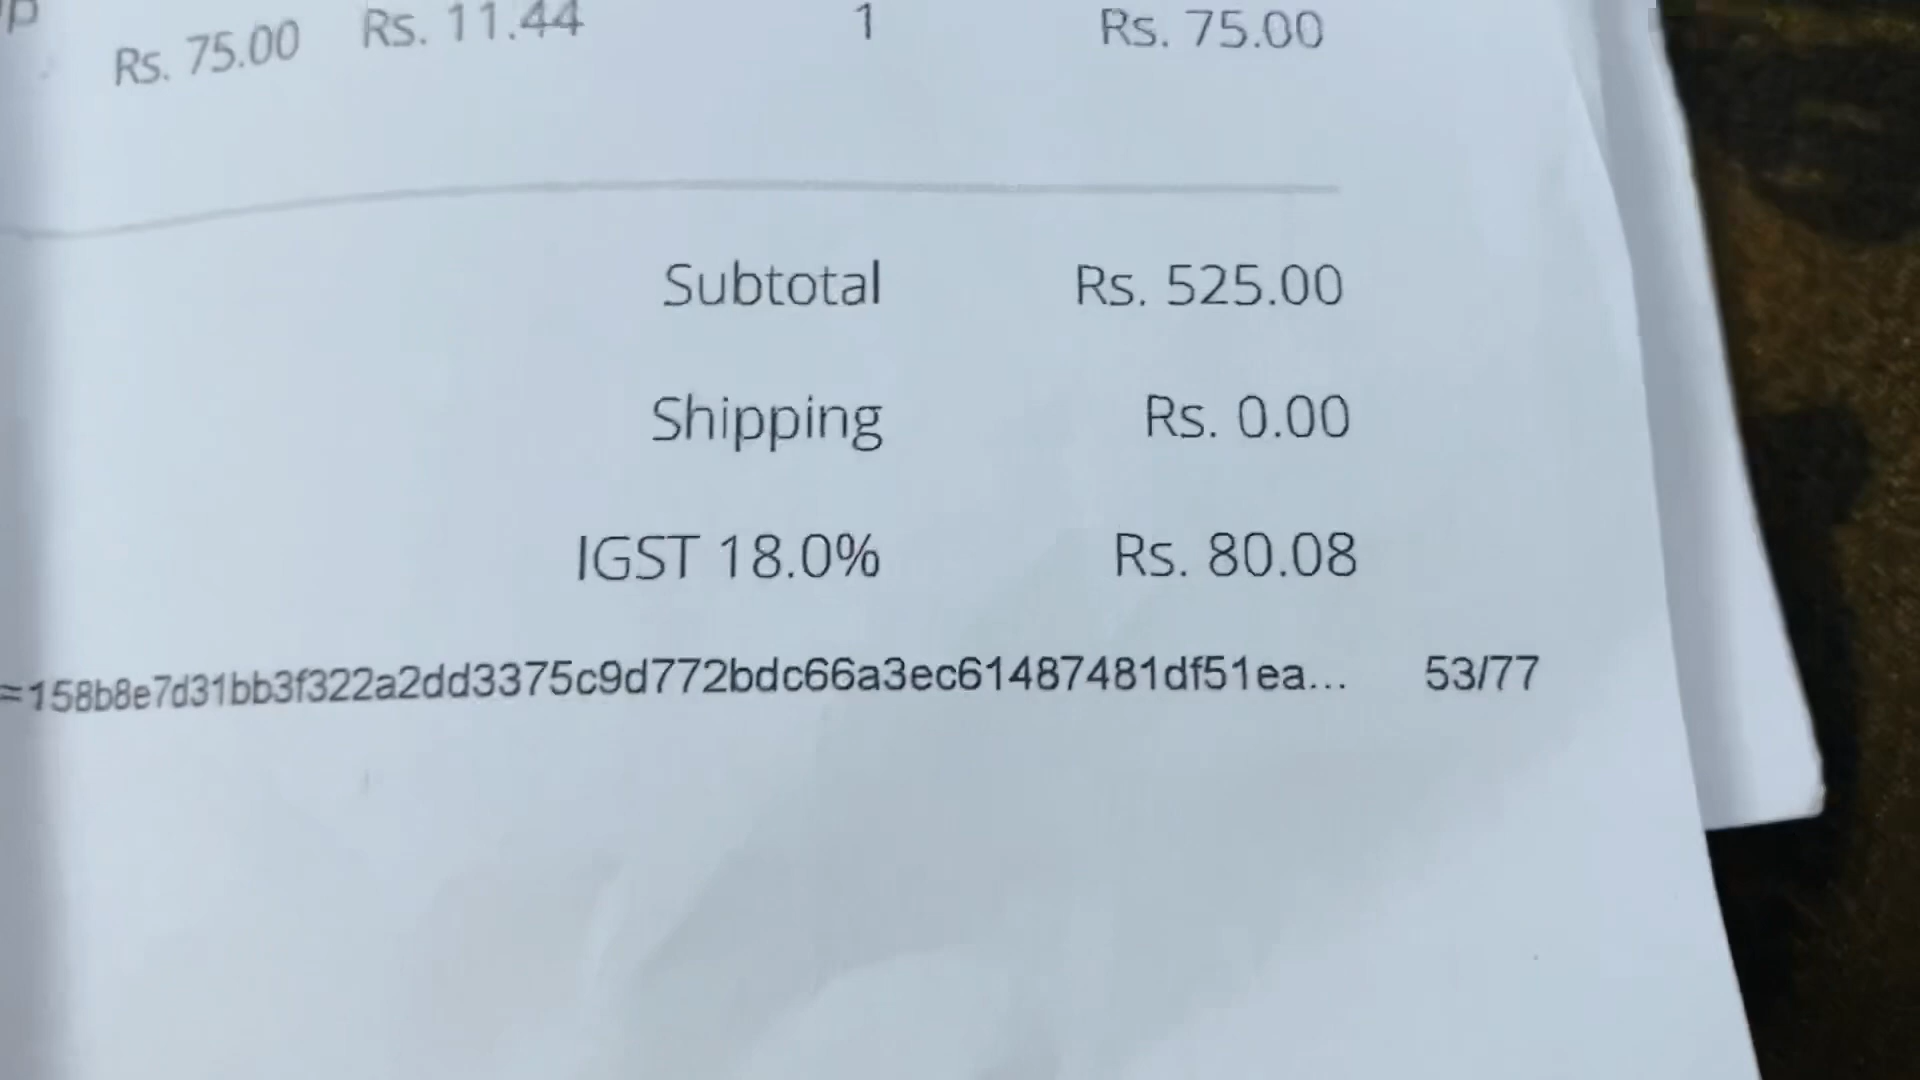 Rs. 75.00 Rs. 11.44 1 Rs. 75.00
Subtotal Rs. 525.00
Shipping Rs. 0.00
IGST 18.0% Rs. 80.08
=158b8e7d31bb3f322a2dd3375c9d772bdc66a3ec61487481df51ea... 53/77